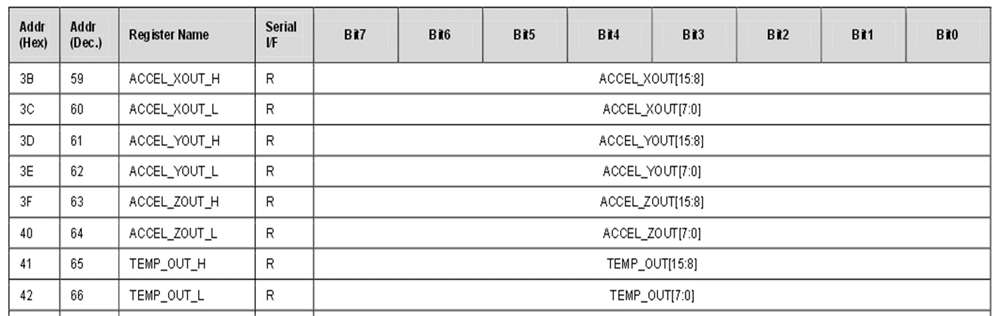 Addr (Hex) Addr (Dec.) Register Name Serial I/F Bit7 Bit6 Bit5 Bit4 Bit3 Bit2 Bit1 Bit0
3B 59 ACCEL_XOUT_H R ACCEL_XOUT[15:8]
3C 60 ACCEL_XOUT_L R ACCEL_XOUT[7:0]
3D 61 ACCEL_YOUT_H R ACCEL_YOUT[15:8]
3E 62 ACCEL_YOUT_L R ACCEL_YOUT[7:0]
3F 63 ACCEL_ZOUT_H R ACCEL_ZOUT[15:8]
40 64 ACCEL_ZOUT_L R ACCEL_ZOUT[7:0]
41 65 TEMP_OUT_H R TEMP_OUT[15:8]
42 66 TEMP_OUT_L R TEMP_OUT[7:0]